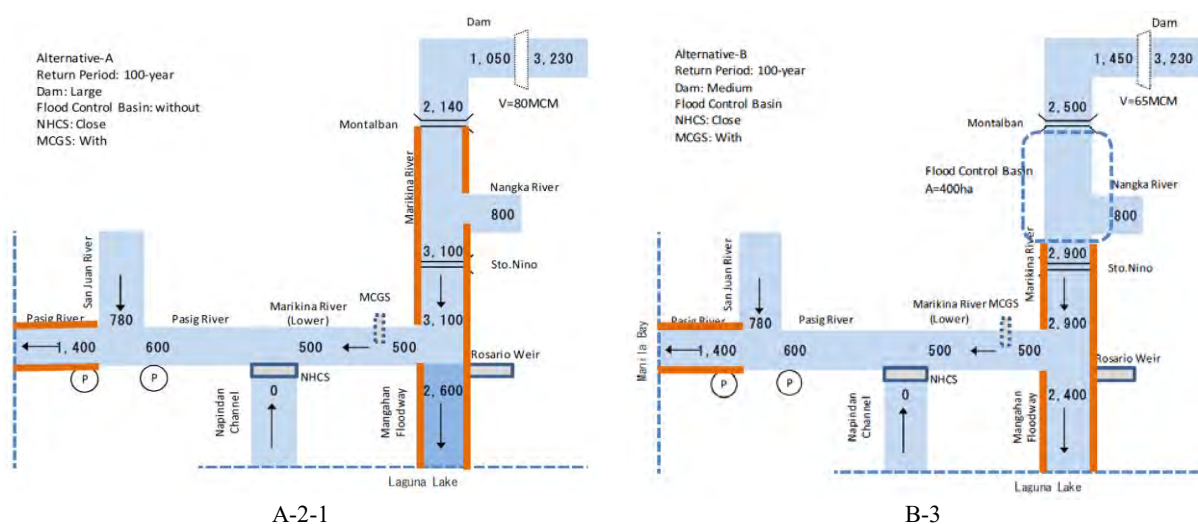 Dam
Alternative-A
Return Period: 100-year
Dam: Large
Flood Control Basin: without
NHCS: Close
MCGS: With
1,050
3,230
V=80MCM
2,140
Montalban
Marikina River
Nangka River
800
3,100
Sto.Nino
San Juan River
MCGS
Marikina River
(Lower)
3,100
Pasig River
780
Pasig River
1,400
600
500
500
Rosario Weir
P
P
NHCS
0
2,600
Napindan
Channel
Mangahan
Floodway
Laguna Lake
A-2-1
Dam
Alternative-B
Return Period: 100-year
Dam: Medium
Flood Control Basin
NHCS: Close
MCGS: With
1,450
3,230
V=65MCM
2,500
Montalban
Flood Control Basin
A=400ha
Nangka River
800
Marikina River
2,900
Sto.Nino
San Juan River
Marikina River
(Lower)
MCGS
2,900
Pasig River
780
Pasig River
Manila Bay
1,400
600
500
500
Rosario Weir
P
P
NHCS
0
2,400
Napindan
Channel
Mangahan
Floodway
Laguna Lake
B-3